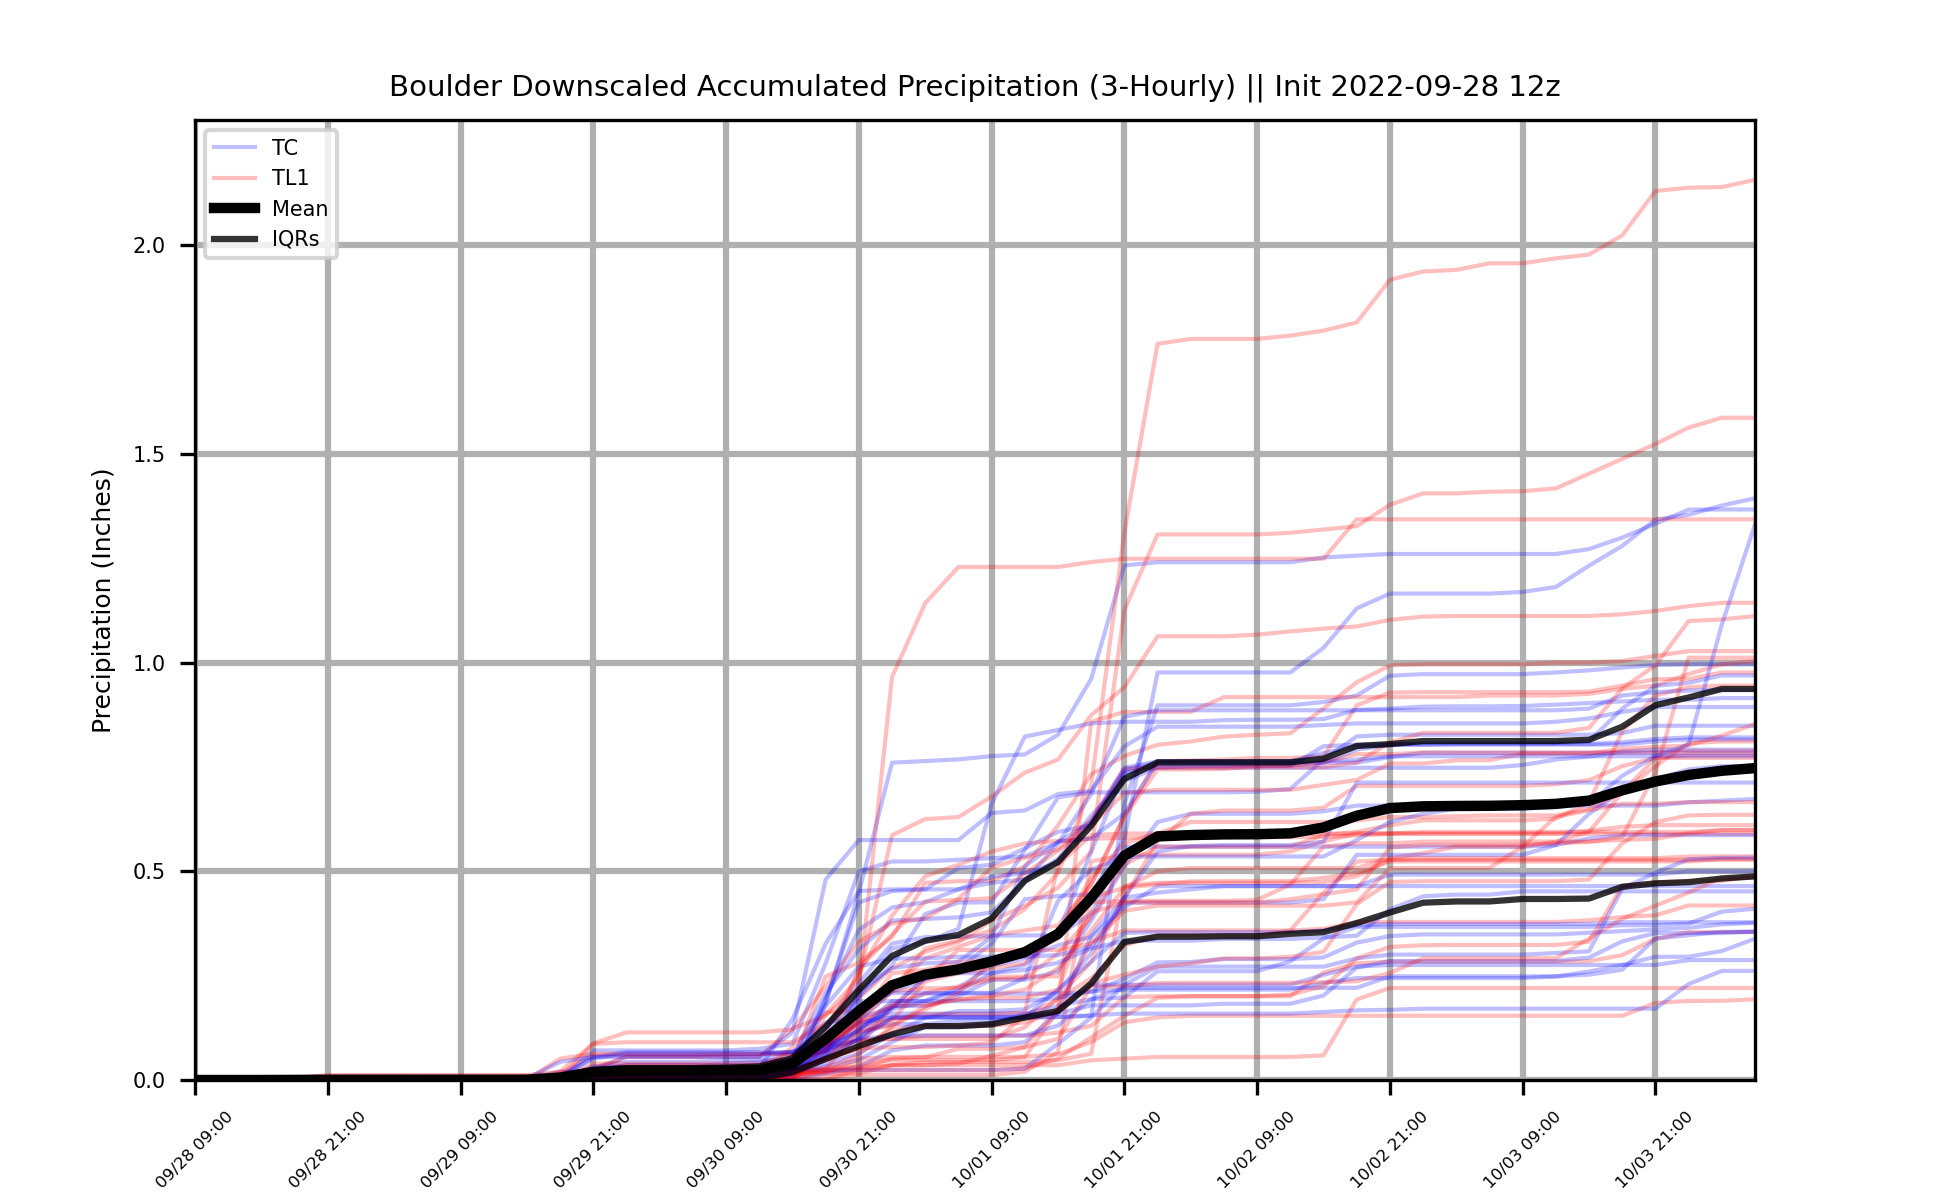 Boulder Downscaled Accumulated Precipitation (3-Hourly) || Init 2022-09-28 12z
TC
TL1
Mean
IQRs
Precipitation (Inches)
2.0
1.5
1.0
0.5
0.0
09/28 09:00
09/28 21:00
09/29 09:00
09/29 21:00
09/30 09:00
09/30 21:00
10/01 09:00
10/01 21:00
10/02 09:00
10/02 21:00
10/03 09:00
10/03 21:00